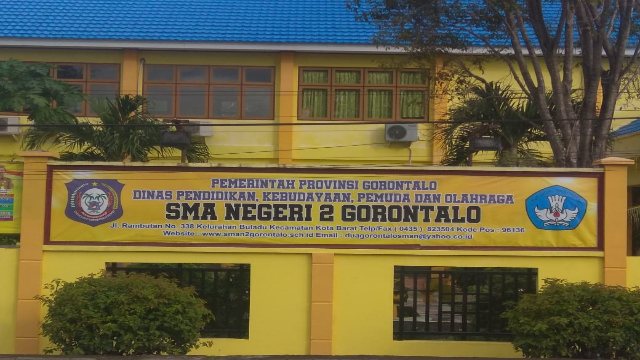 PEMERINTAH PROVINSI GORONTALO
DINAS PENDIDIKAN, KEBUDAYAAN, PEMUDA DAN OLAHRAGA
SMA NEGERI 2 GORONTALO
Jl. Rambutan No. 338 Kelurahan Buladu Kecamatan Kota Barat Telp/Fax ( 0435 ) 823504 Kode Pos 96136
Website : www.sman2gorontalo.sch.id Email : duagorontalosman@yahoo.co.id